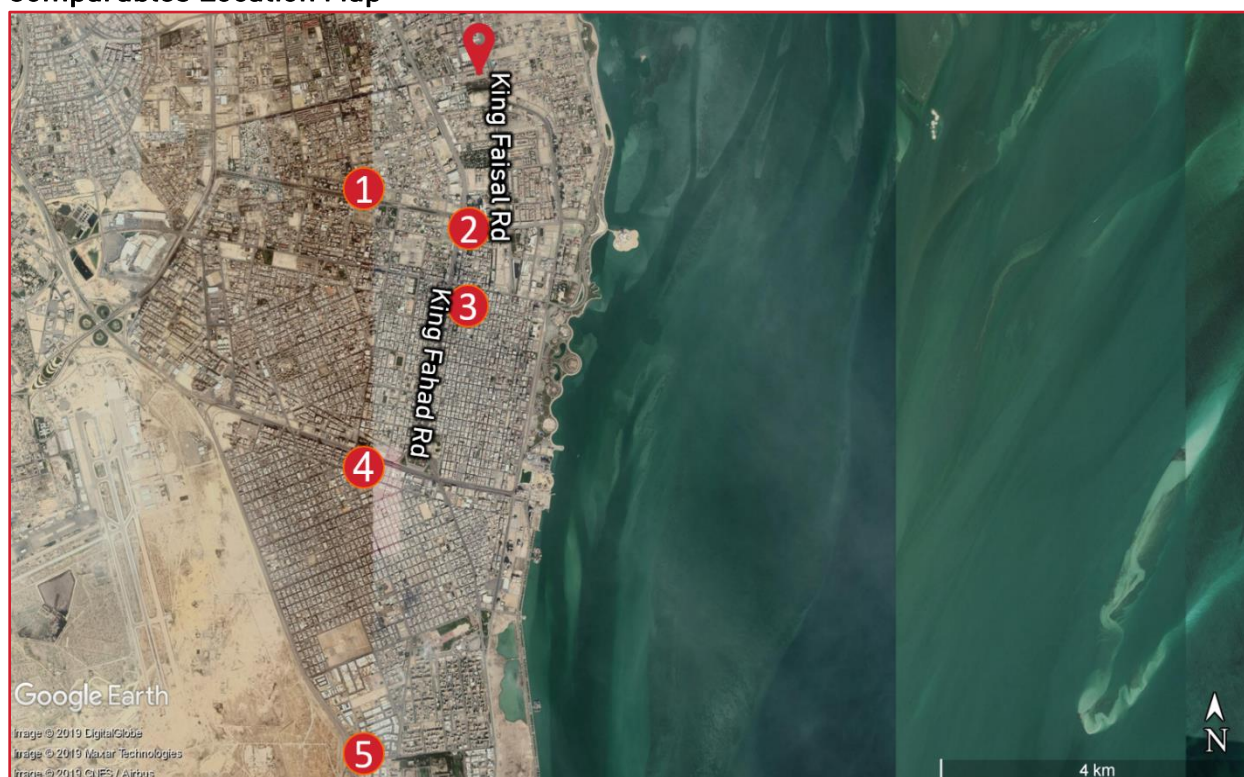 Comparables Location Map
King Faisal Rd
1
2
3
King Fahad Rd
4
5
Google Earth
Image © 2019 DigitalGlobe
Image © 2019 Maxar Technologies
Image © 2019 CNES / Airbus
N
4 km